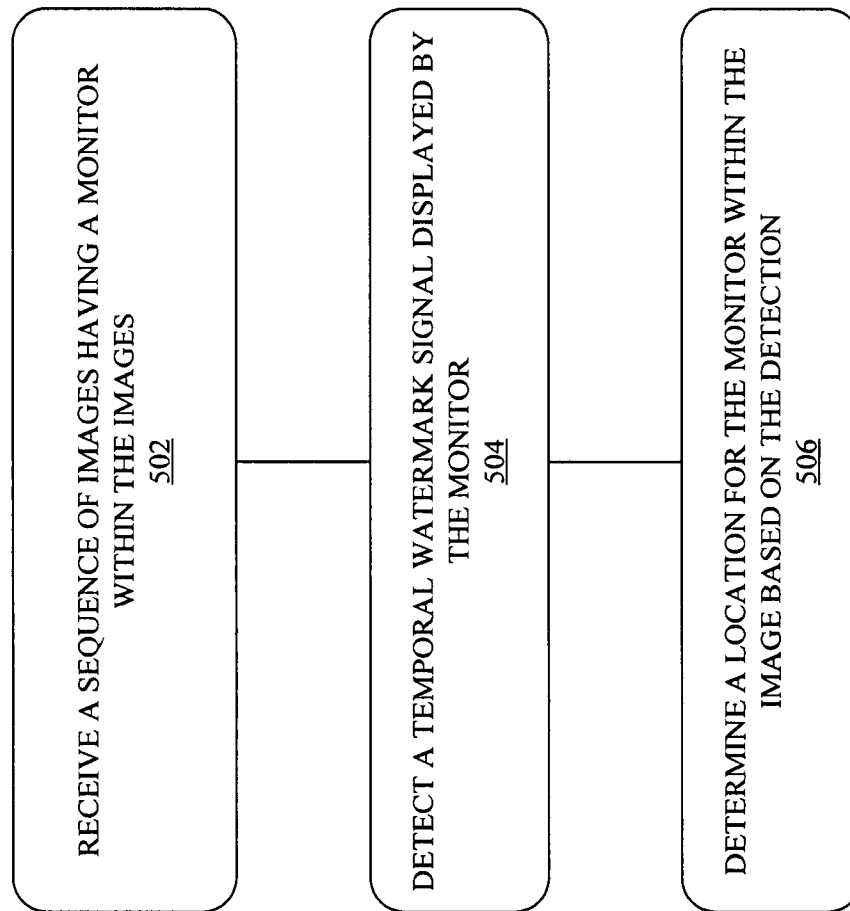 RECEIVE A SEQUENCE OF IMAGES HAVING A MONITOR
WITHIN THE IMAGES
502
DETECT A TEMPORAL WATERMARK SIGNAL DISPLAYED BY
THE MONITOR
504
DETERMINE A LOCATION FOR THE MONITOR WITHIN THE
IMAGE BASED ON THE DETECTION
506